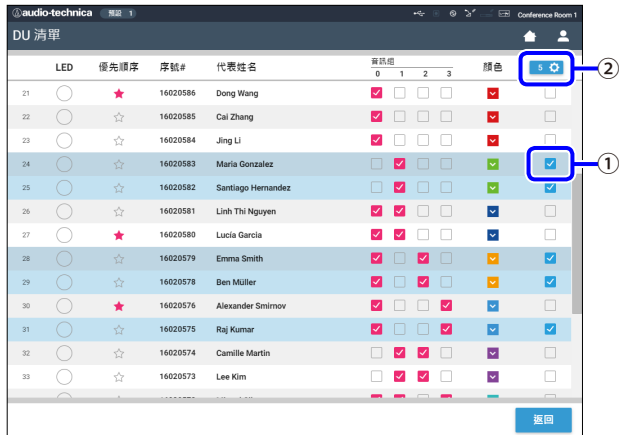 audio-technica 預設 1 Conference Room 1
DU 清單
LED 優先順序 序號# 代表姓名 音訊組 顏色 5
0 1 2 3
21 16020586 Dong Wang
22 16020585 Cai Zhang
23 16020584 Jing Li
24 16020583 Maria Gonzalez
25 16020582 Santiago Hernandez
26 16020581 Linh Thi Nguyen
27 16020580 Lucía García
28 16020579 Emma Smith
29 16020578 Ben Müller
30 16020576 Alexander Smirnov
31 16020575 Raj Kumar
32 16020574 Camille Martin
33 16020573 Lee Kim
返回
②
①